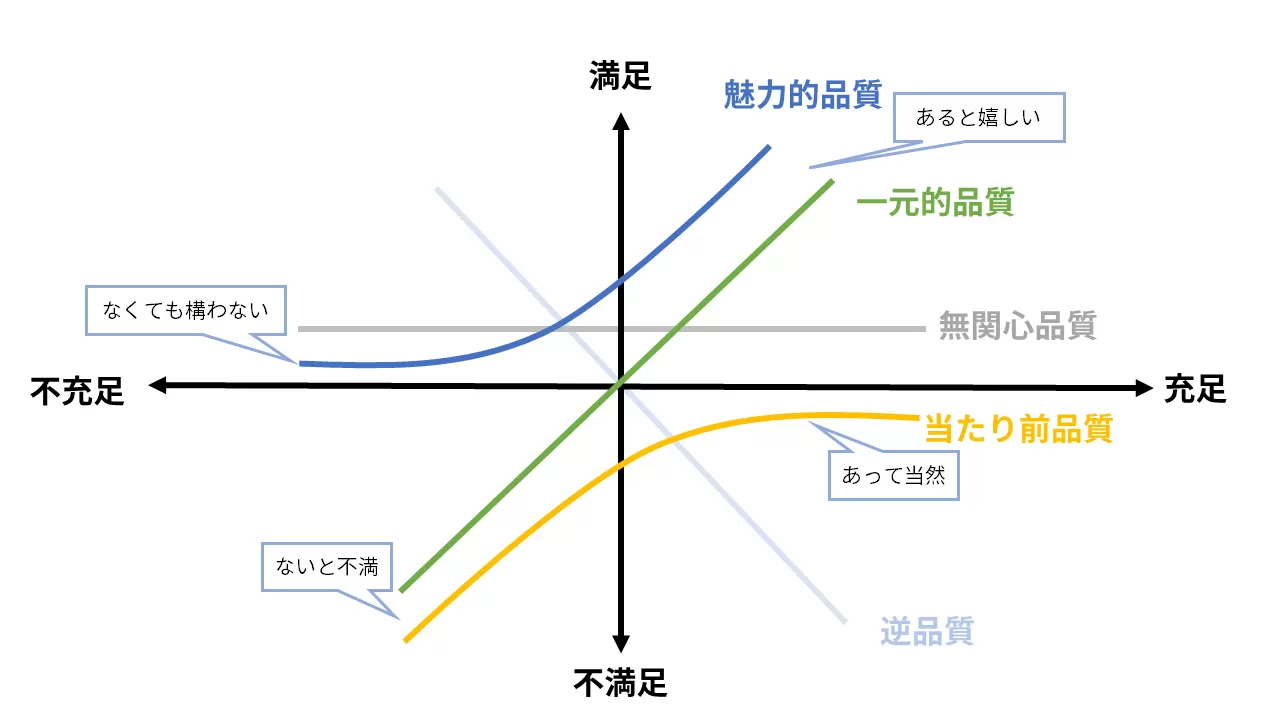 満足
魅力的品質
あると嬉しい
一元的品質
なくても構わない
無関心品質
不充足
充足
当たり前品質
あって当然
ないと不満
逆品質
不満足